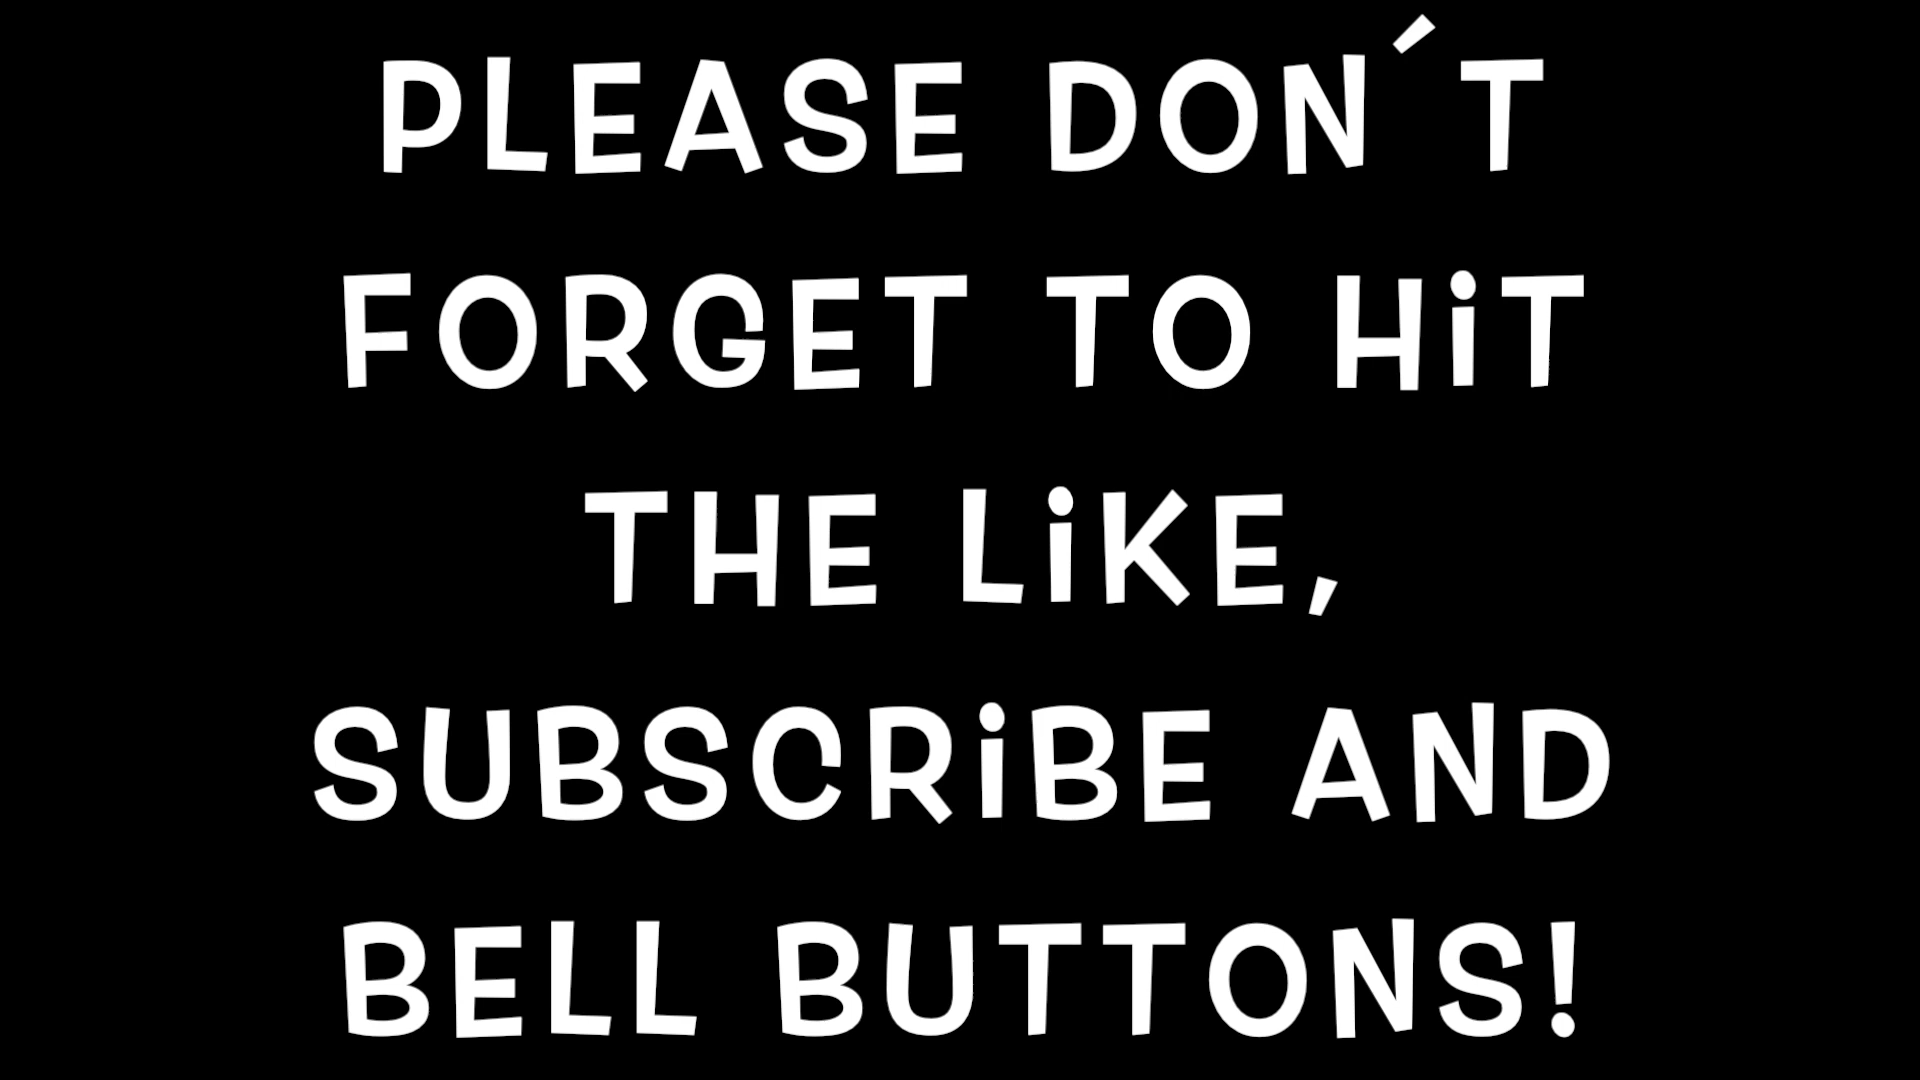 PLEASE DON´T
FORGET TO HiT
THE LiKE,
SUBSCRiBE AND
BELL BUTTONS!